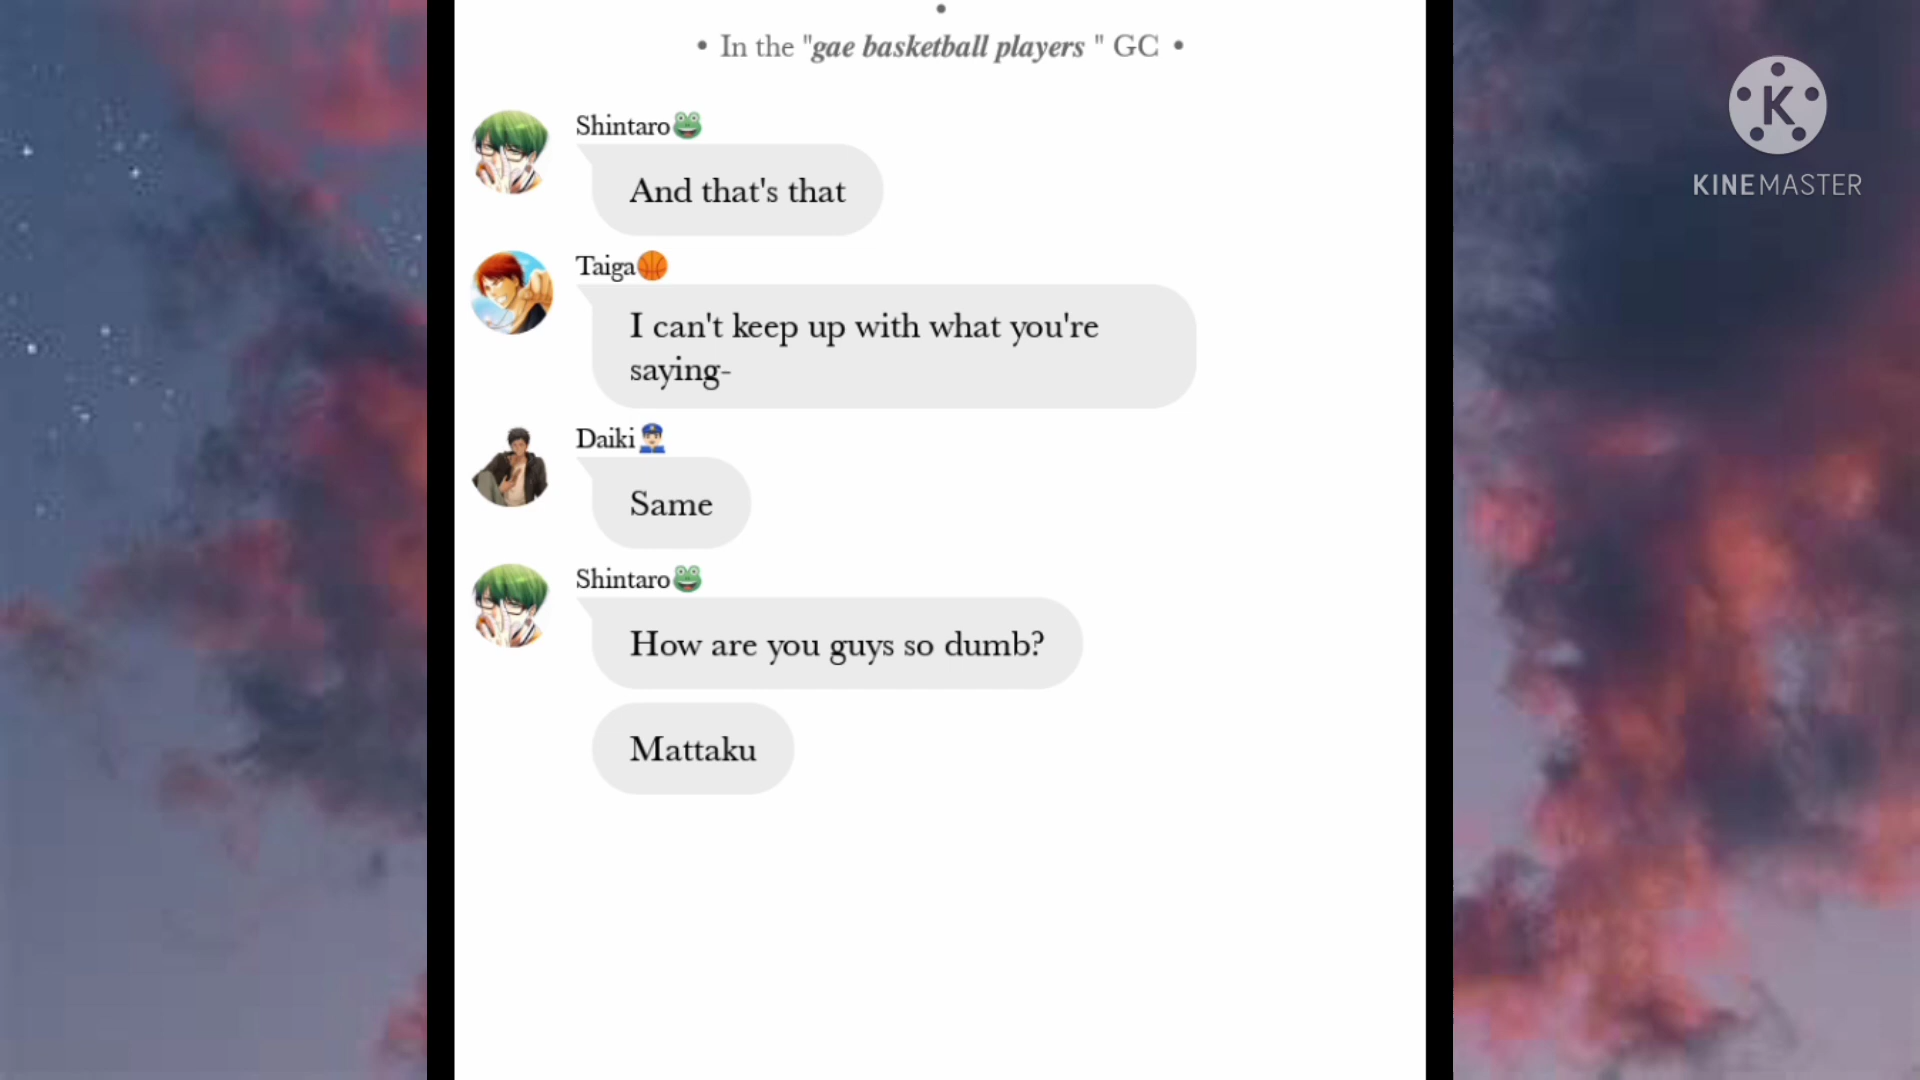 • In the "gae basketball players " GC •
Shintaro🐸
And that's that
Taiga🏀
I can't keep up with what you're
saying-
Daiki👮🏻‍♂️
Same
Shintaro🐸
How are you guys so dumb?
Mattaku
K
KINEMASTER